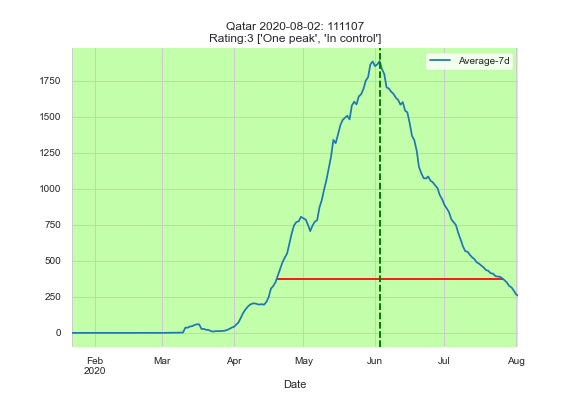 Qatar 2020-08-02: 111107
Rating:3 ['One peak', 'In control']
Average-7d
1750
1500
1250
1000
750
500
250
0
Feb Mar Apr May Jun Jul Aug
2020
Date